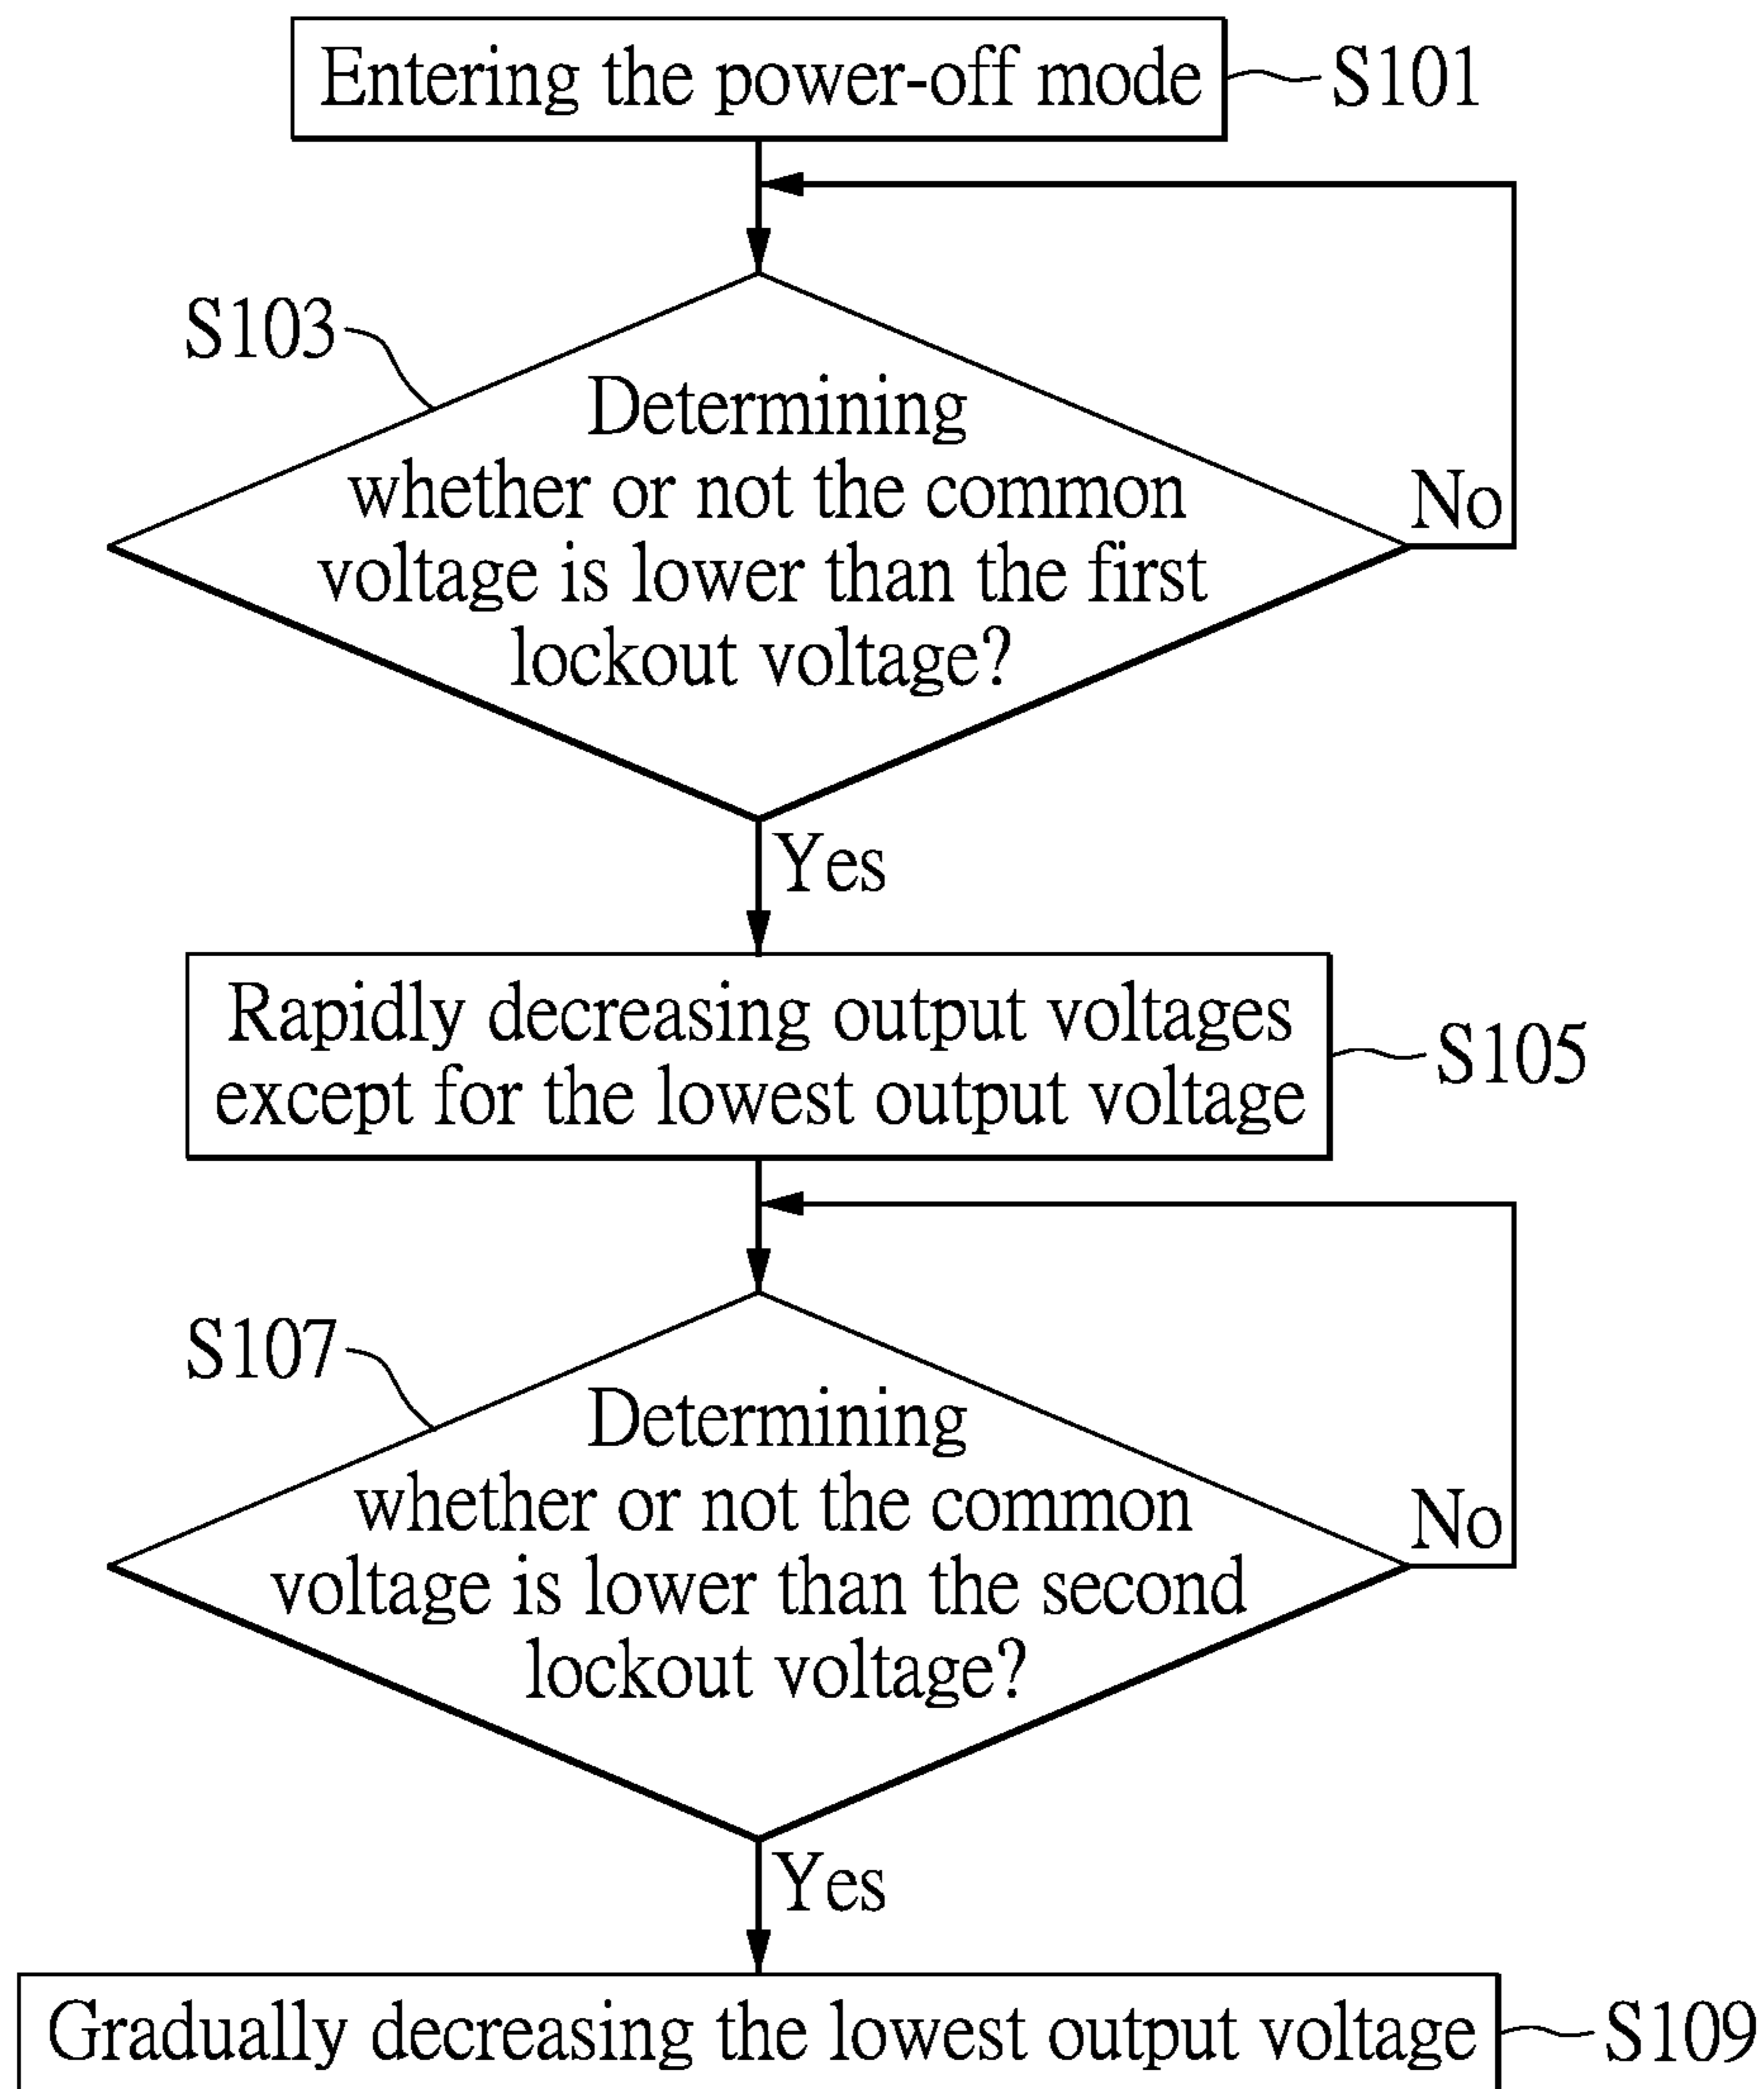 Entering the power-off mode
S101
S103
Determining
whether or not the common
voltage is lower than the first
lockout voltage?
No
Yes
Rapidly decreasing output voltages
except for the lowest output voltage
S105
S107
Determining
whether or not the common
voltage is lower than the second
lockout voltage?
No
Yes
Gradually decreasing the lowest output voltage
S109